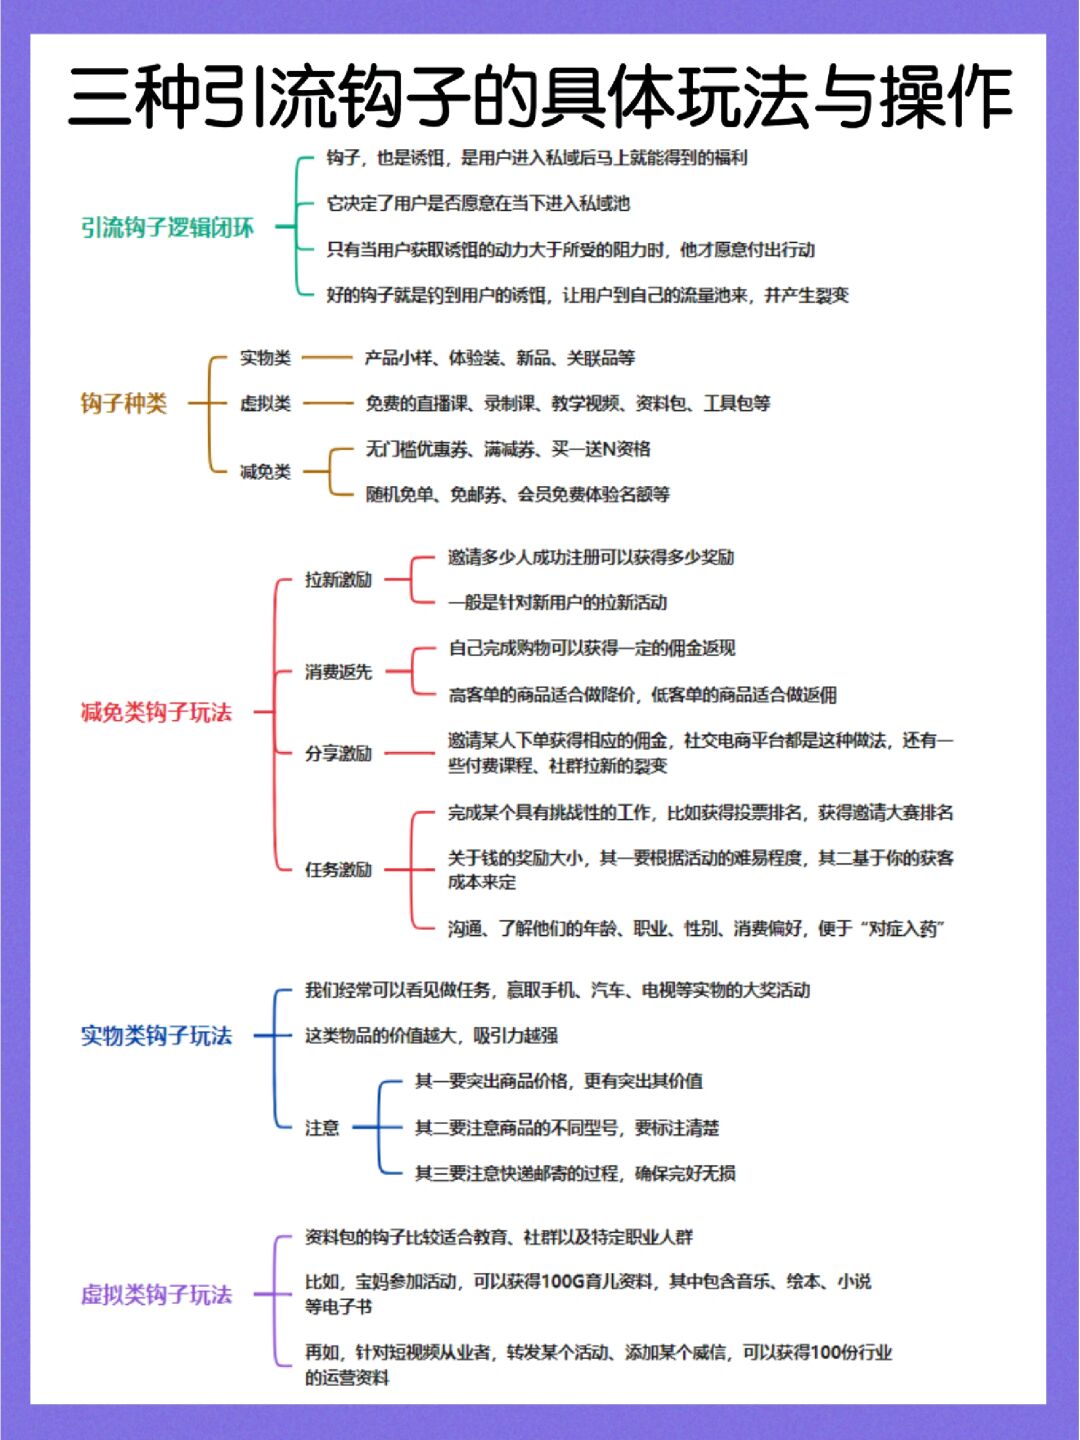 三种引流钩子的具体玩法与操作
引流钩子逻辑闭环
钩子，也是诱饵，是用户进入私域后马上就能得到的福利
它决定了用户是否愿意在当下进入私域池
只有当用户获取诱饵的动力大于所受的阻力时，他才愿意付出行动
好的钩子就是钓到用户的诱饵，让用户到自己的流量池来，并产生裂变
钩子种类
实物类
产品小样、体验装、新品、关联品等
虚拟类
免费的直播课、录制课、教学视频、资料包、工具包等
减免类
无门槛优惠券、满减券、买一送N资格
随机免单、免邮券、会员免费体验名额等
减免类钩子玩法
拉新激励
邀请多少人成功注册可以获得多少奖励
一般是针对新用户的拉新活动
消费返先
自己完成购物可以获得一定的佣金返现
高客单的商品适合做降价，低客单的商品适合做返佣
分享激励
邀请某人下单获得相应的佣金，社交电商平台都是这种做法，还有一
些付费课程、社群拉新的裂变
任务激励
完成某个具有挑战性的工作，比如获得投票排名，获得邀请大赛排名
关于钱的奖励大小，其一要根据活动的难易程度，其二基于你的获客
成本来定
沟通、了解他们的年龄、职业、性别、消费偏好，便于“对症入药”
实物类钩子玩法
我们经常可以看见做任务，赢取手机、汽车、电视等实物的大奖活动
这类物品的价值越大，吸引力越强
注意
其一要突出商品价格，更有突出其价值
其二要注意商品的不同型号，要标注清楚
其三要注意快递邮寄的过程，确保完好无损
虚拟类钩子玩法
资料包的钩子比较适合教育、社群以及特定职业人群
比如，宝妈参加活动，可以获得100G育儿资料，其中包含音乐、绘本、小说
等电子书
再如，针对短视频从业者，转发某个活动、添加某个威信，可以获得100份行业
的运营资料